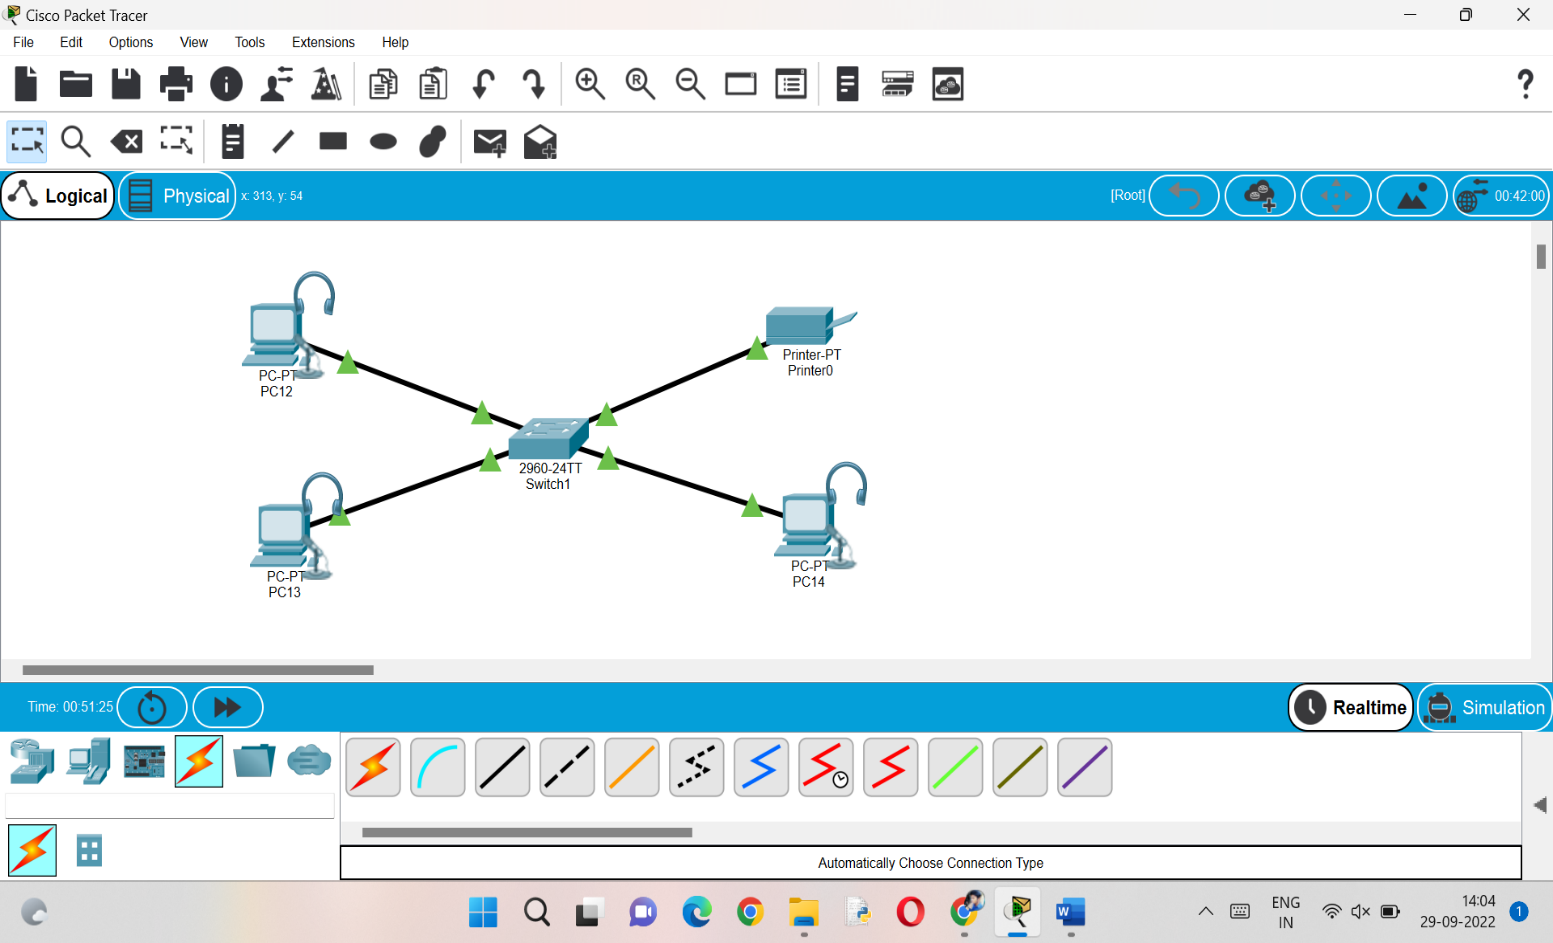 Cisco Packet Tracer
File Edit Options View Tools Extensions Help
R
?
Logical Physical x: 313, y: 54 [Root] 00:42:00
PC-PT
PC12
Printer-PT
Printer0
2960-24TT
Switch1
PC-PT
PC13
PC-PT
PC14
Time: 00:51:25 Realtime Simulation
Automatically Choose Connection Type
ENG
IN
14:04
29-09-2022
1
W